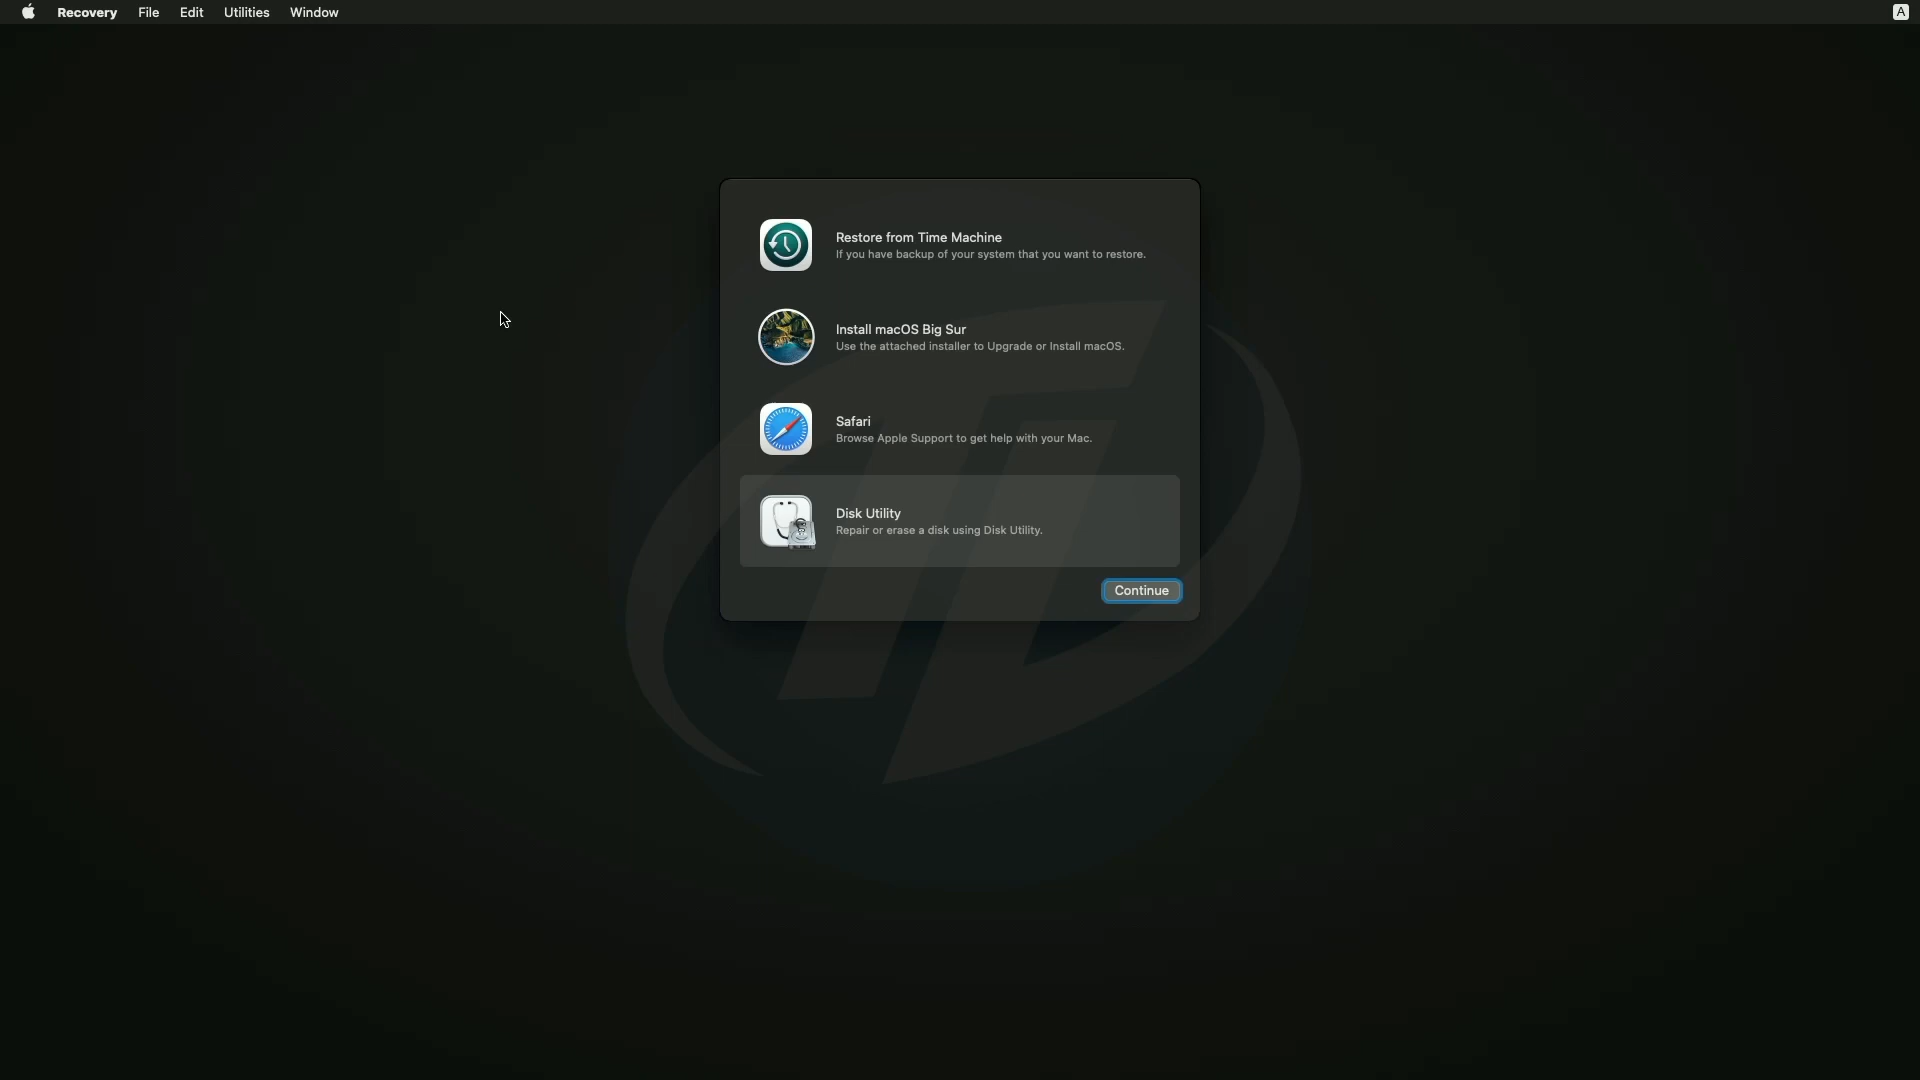 Recovery File Edit Utilities Window A
Restore from Time Machine
If you have backup of your system that you want to restore.
Install macOS Big Sur
Use the attached installer to Upgrade or Install macOS.
Safari
Browse Apple Support to get help with your Mac.
Disk Utility
Repair or erase a disk using Disk Utility.
Continue